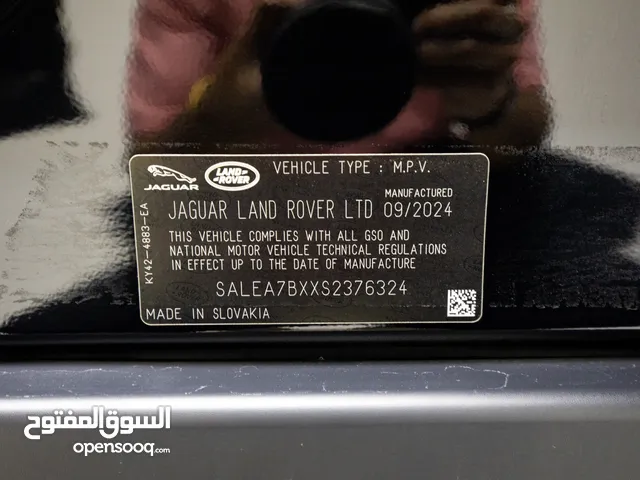 JAGUAR
LAND ROVER
VEHICLE TYPE : M.P.V.
MANUFACTURED
JAGUAR LAND ROVER LTD 09/2024
THIS VEHICLE COMPLIES WITH ALL GSO AND
NATIONAL MOTOR VEHICLE TECHNICAL REGULATIONS
IN EFFECT UP TO THE DATE OF MANUFACTURE
SALEA7BXXS2376324
MADE IN SLOVAKIA
KY42-4883-EA
السوق المفتوح
opensooq.com